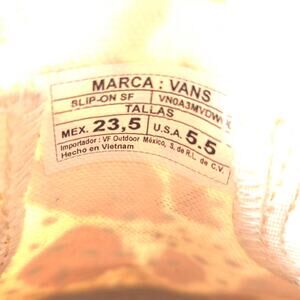 MARCA : VANS
SLIP-ON SF
TALLAS
MEX. 23,5 U.S.A. 5.5
Importador : VF Outdoor México, S. de R.L. de C.V.
Hecho en Vietnam